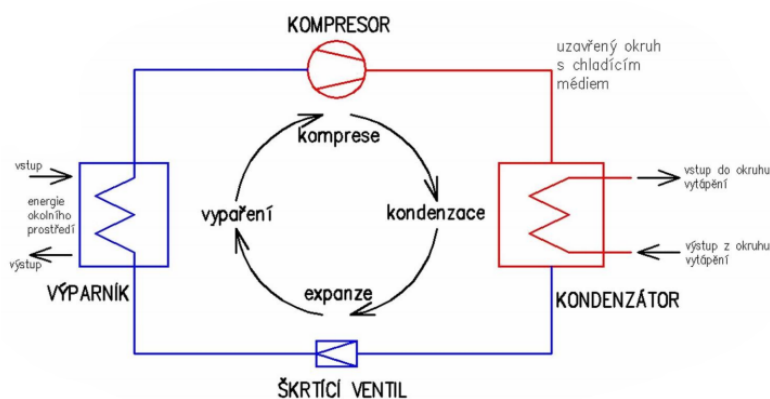 KOMPRESOR
uzavřený okruh
s chladícím
médiem
komprese
vstup
energie
okolního
prostředí
výstup
vypaření
kondenzace
vstup do okruhu
vytápění
výstup z okruhu
vytápění
expanze
VÝPARNÍK
KONDENZÁTOR
ŠKRTÍCÍ VENTIL